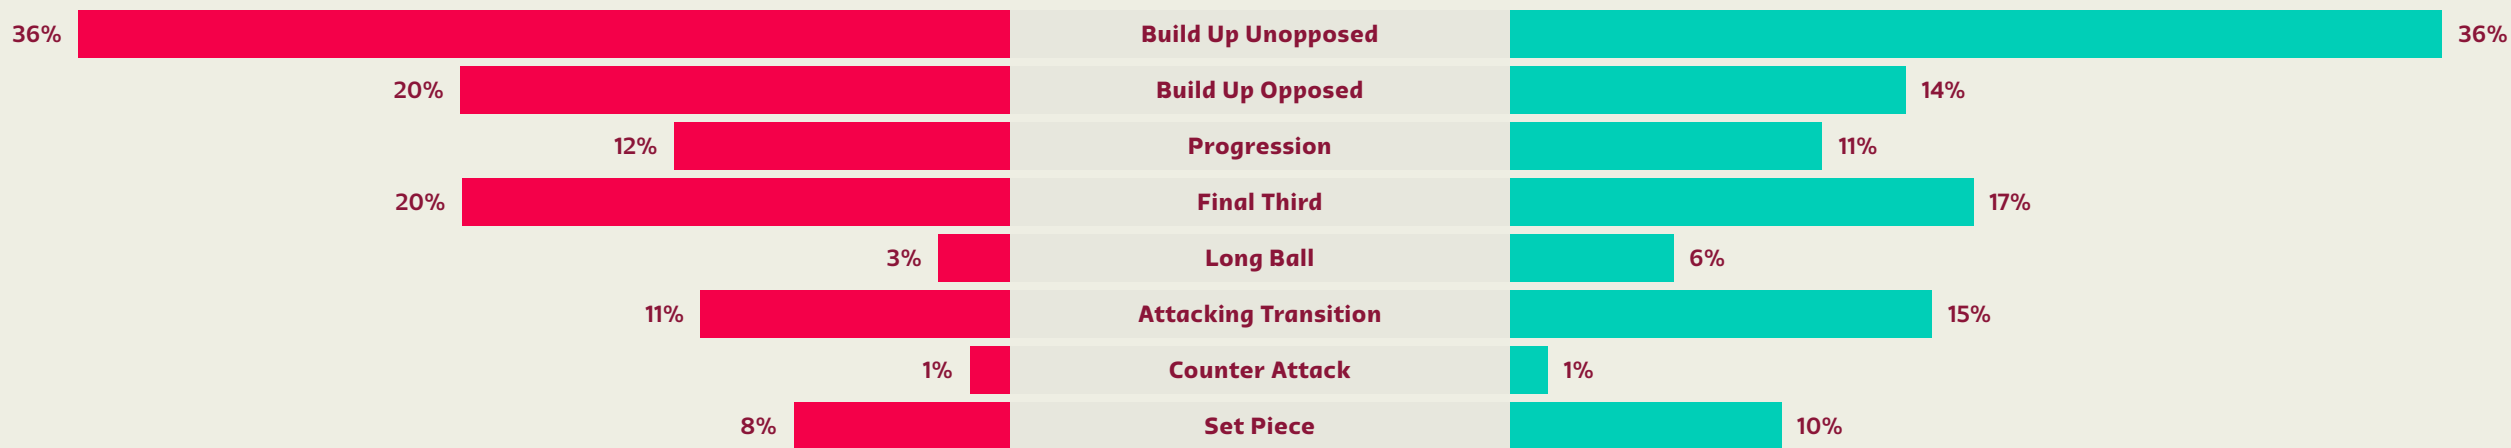 36% Build Up Unopposed 36%
20% Build Up Opposed 14%
12% Progression 11%
20% Final Third 17%
3% Long Ball 6%
11% Attacking Transition 15%
1% Counter Attack 1%
8% Set Piece 10%